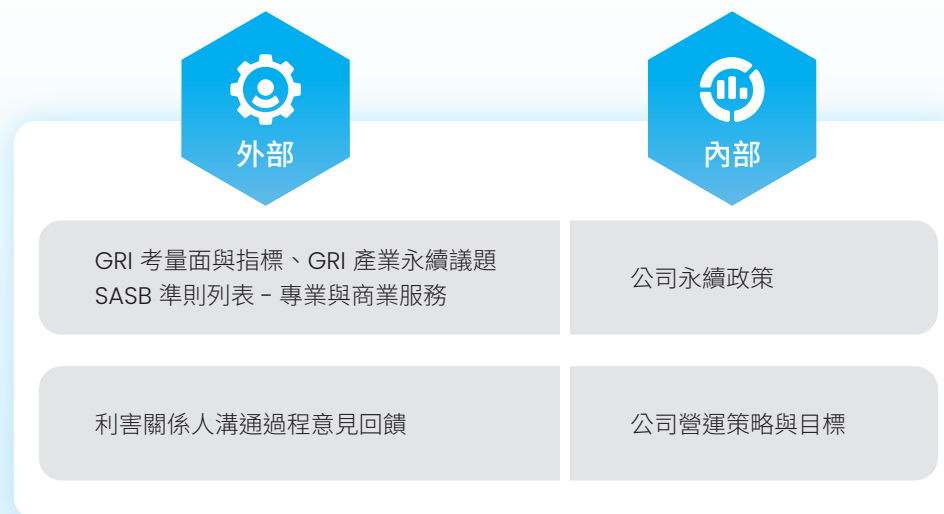 外部
內部
GRI 考量面與指標、GRI 產業永續議題
SASB 準則列表 - 專業與商業服務
公司永續政策
利害關係人溝通過程意見回饋
公司營運策略與目標